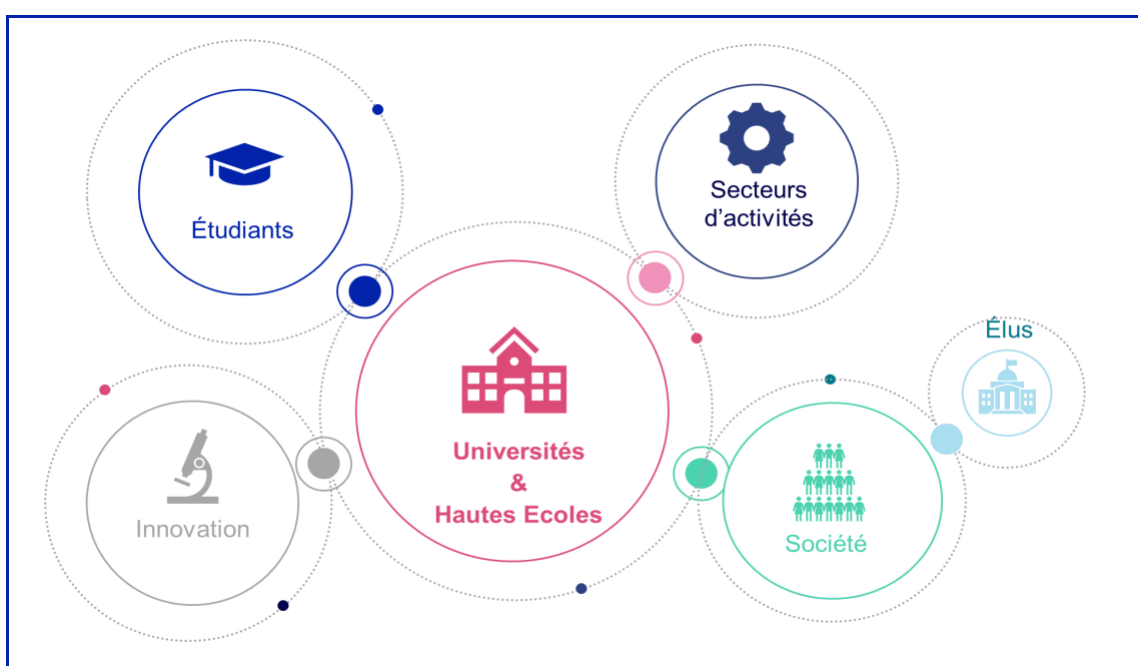 Étudiants
Secteurs
d’activités
Élus
Universités
&
Hautes Ecoles
Innovation
Société